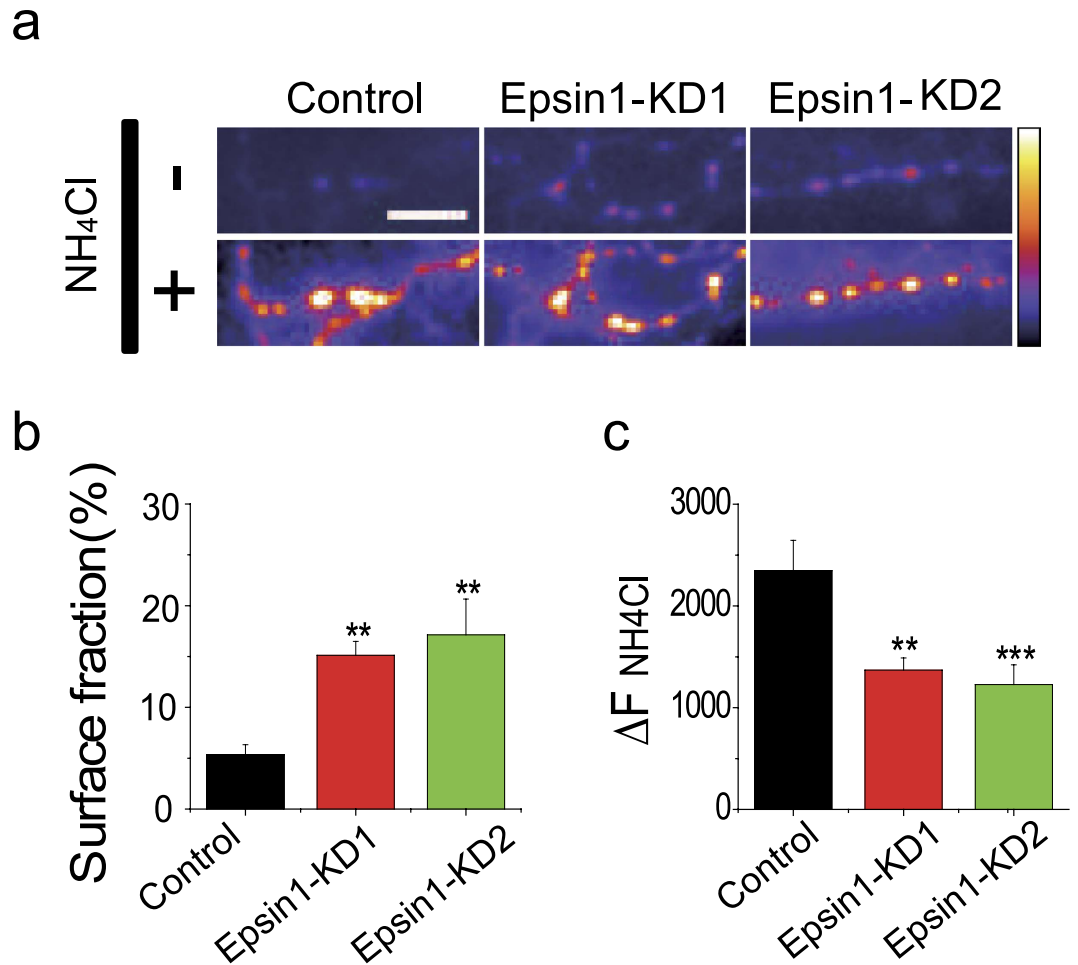 a
Control Epsin1-KD1 Epsin1-KD2
NH4Cl
-
+
b
Surface fraction(%)
30
20
10
0
**
**
Control
Epsin1-KD1
Epsin1-KD2
c
ΔF NH4Cl
3000
2000
1000
0
**
***
Control
Epsin1-KD1
Epsin1-KD2